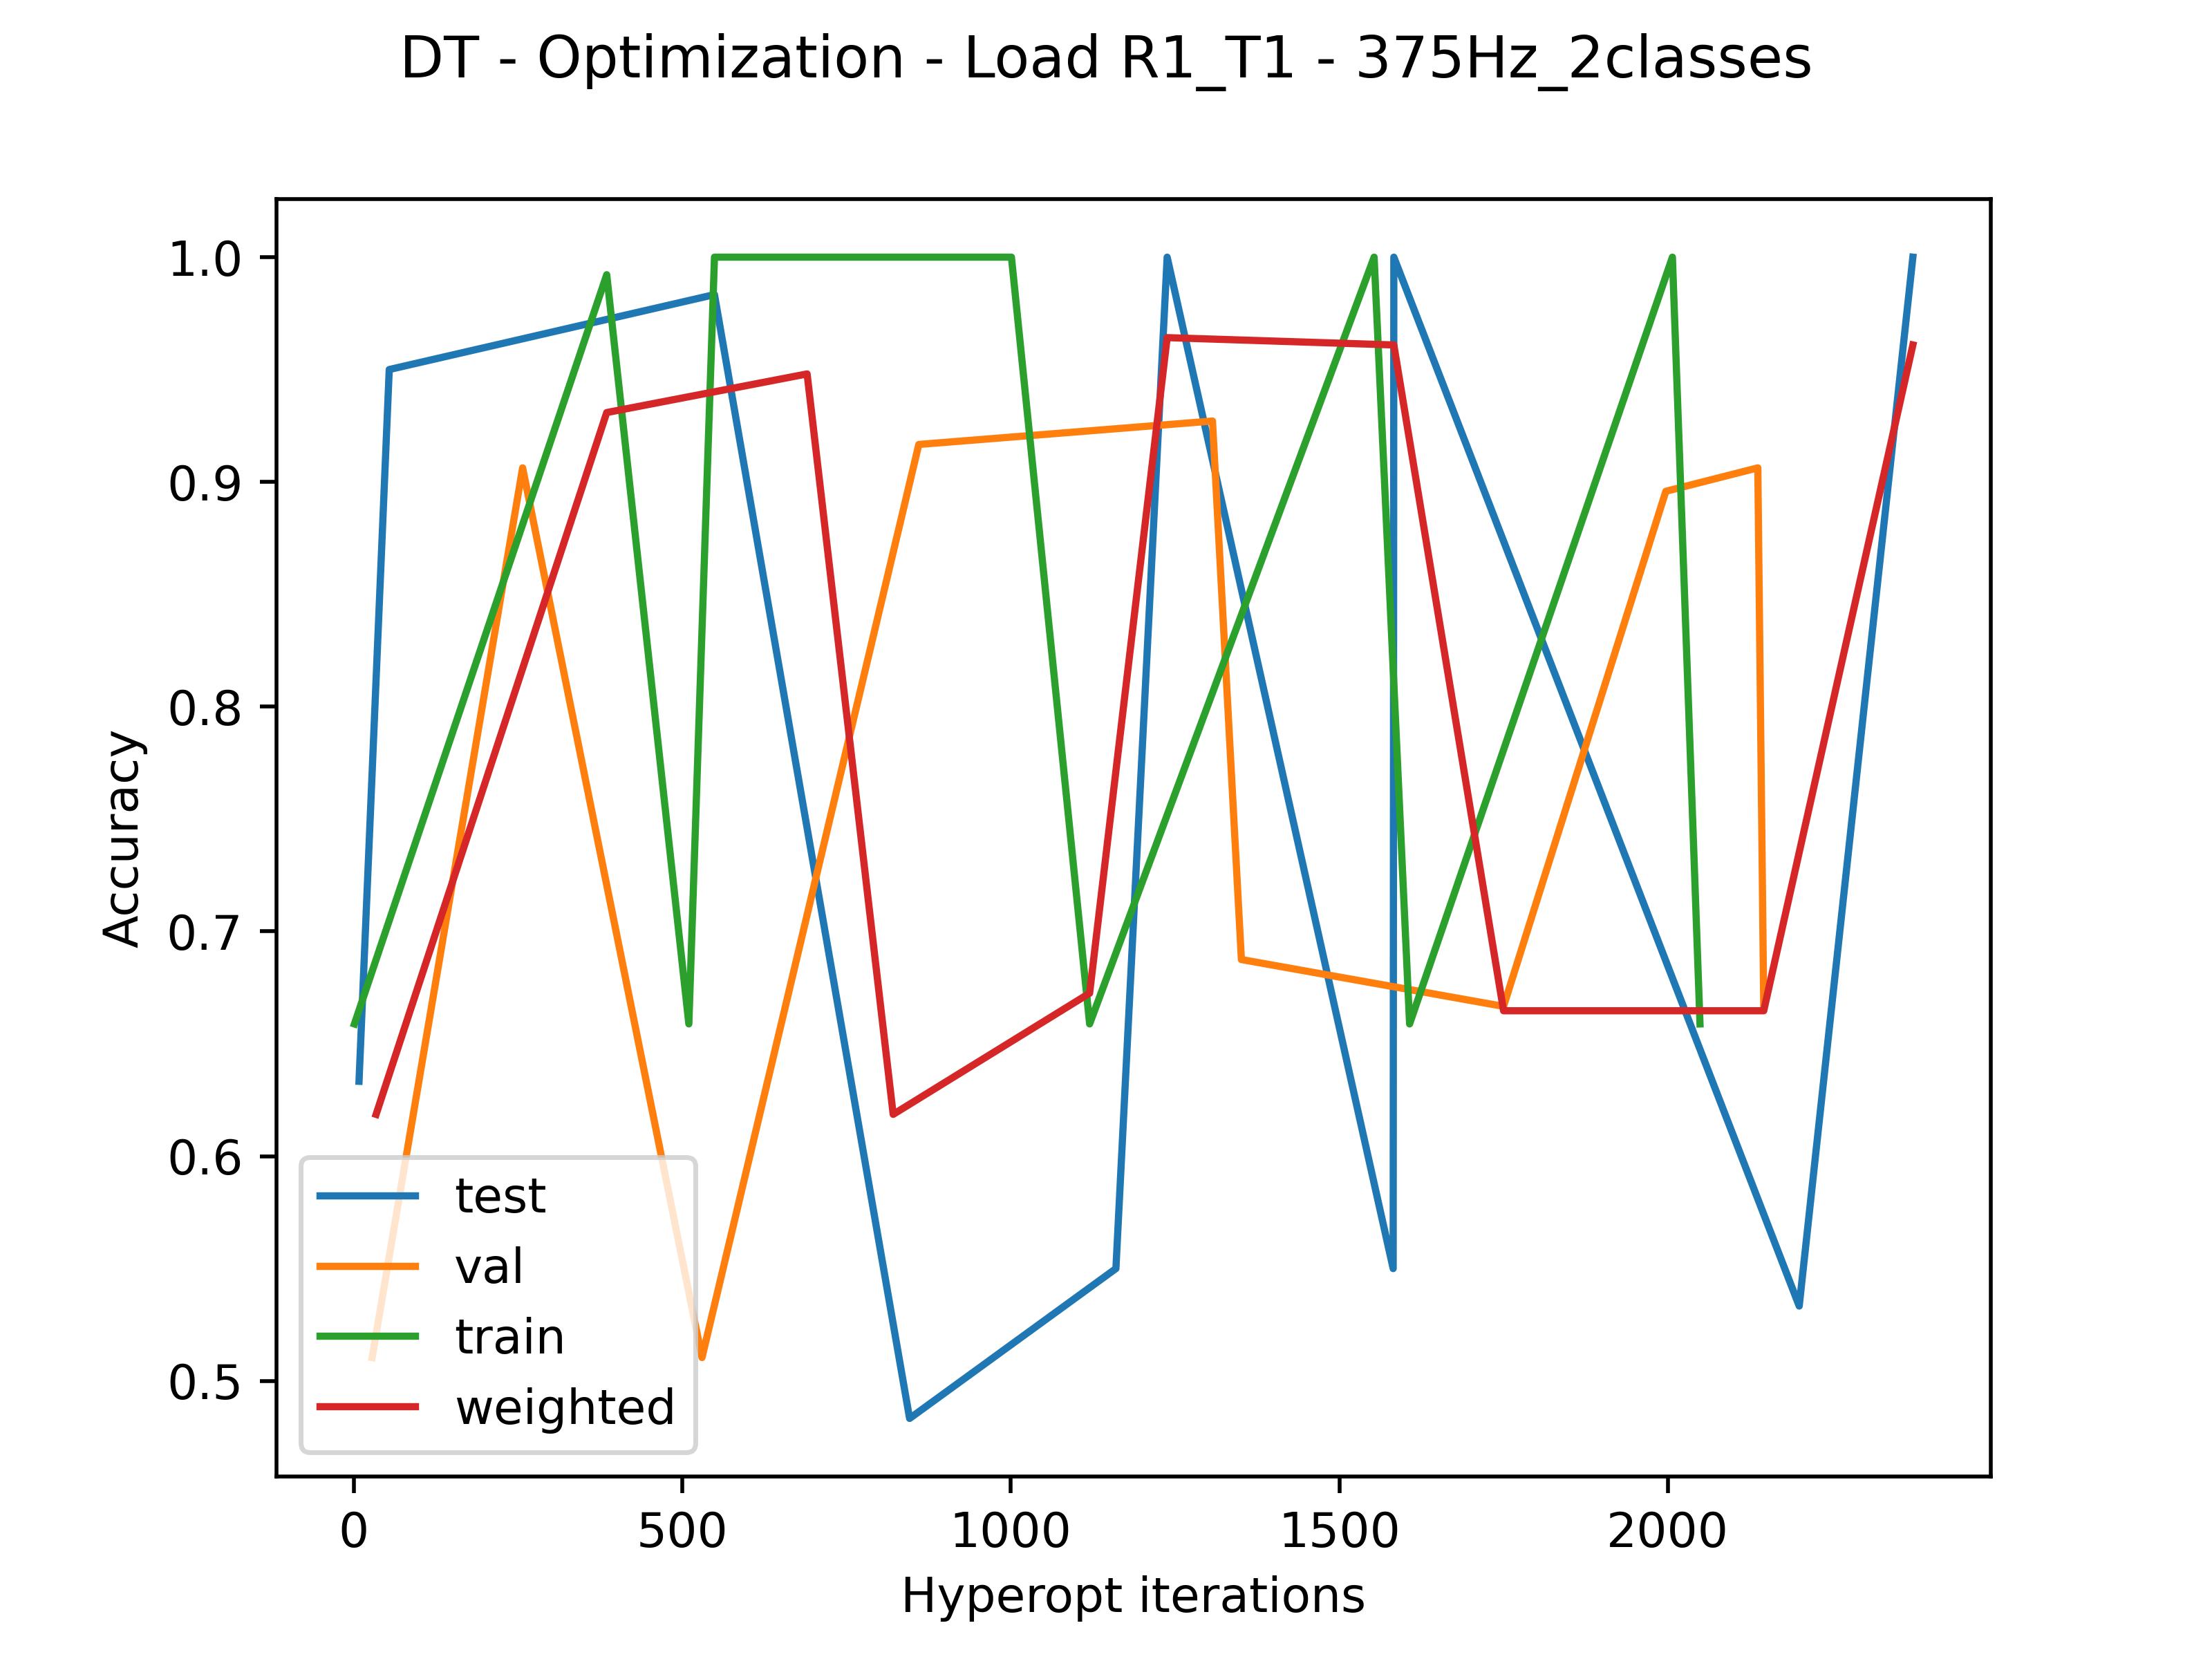 DT - Optimization - Load R1_T1 - 375Hz_2classes
1.0
0.9
0.8
0.7
0.6
0.5
Accuracy
test
val
train
weighted
0 500 1000 1500 2000
Hyperopt iterations